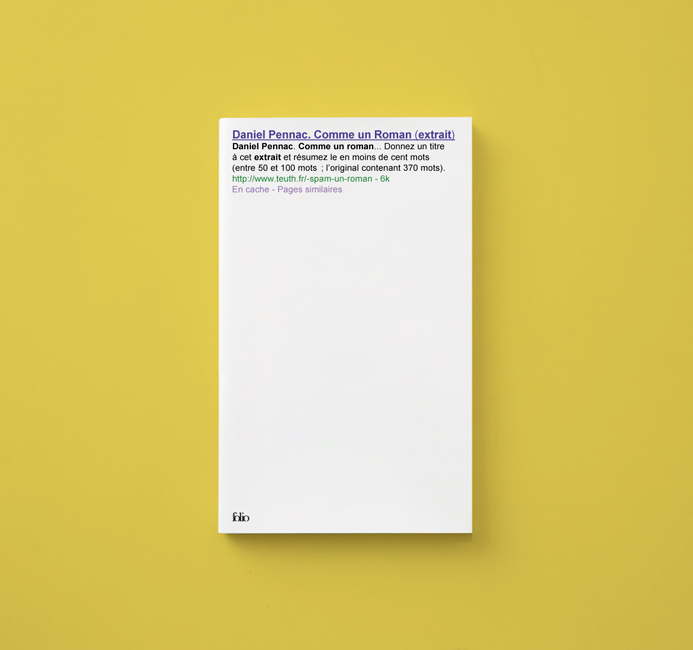 Daniel Pennac. Comme un Roman (extrait)
Daniel Pennac. Comme un roman... Donnez un titre
à cet extrait et résumez le en moins de cent mots
(entre 50 et 100 mots ; l'original contenant 370 mots).
http://www.teuth.fr/-spam-un-roman - 6k
En cache - Pages similaires
folio